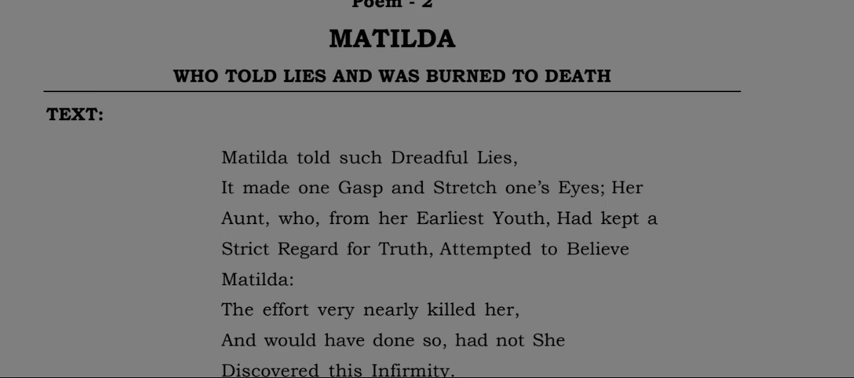 Poem - 2
MATILDA
WHO TOLD LIES AND WAS BURNED TO DEATH
TEXT:
Matilda told such Dreadful Lies,
It made one Gasp and Stretch one’s Eyes; Her
Aunt, who, from her Earliest Youth, Had kept a
Strict Regard for Truth, Attempted to Believe
Matilda:
The effort very nearly killed her,
And would have done so, had not She
Discovered this Infirmity.